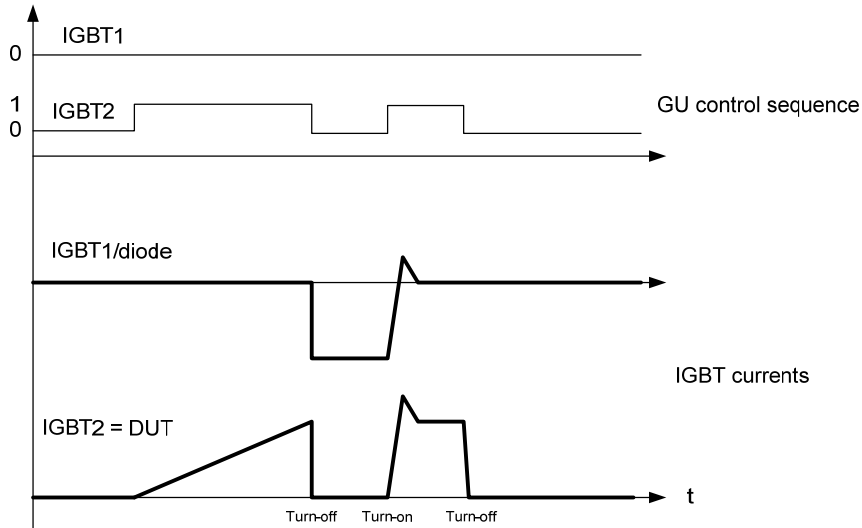 IGBT1
0
1
IGBT2
0
GU control sequence
IGBT1/diode
IGBT currents
IGBT2 = DUT
t
Turn-off Turn-on Turn-off